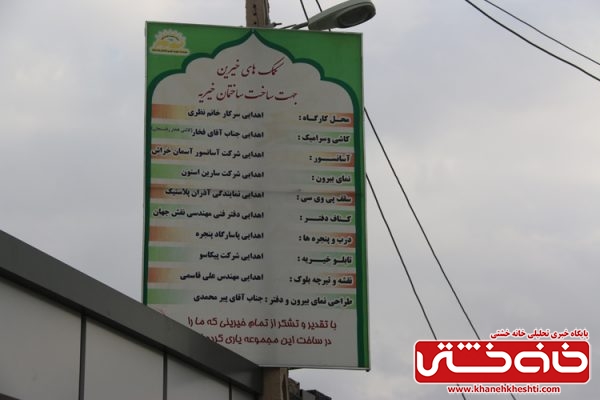 کمک های خیرین
جهت ساخت ساختمان خیریه
محل کارگاه : اهدایی سرکار خانم نظری
کاشی وسرامیک : اهدایی جناب آقای فخار (کاشی فخار رفسنجان)
آسانسور : اهدایی شرکت آسانسور آسمان خراش
نمای بیرون : اهدایی شرکت سارین استون
سقف پی وی سی : اهدایی نمایندگی آذران پلاستیک
کناف دفتر : اهدایی دفتر فنی مهندسی نقش جهان
درب و پنجره ها : اهدایی پاسارگاد پنجره
تابلو خیریه : اهدایی شرکت پیکاسو
نقشه و تیرچه بلوک : اهدایی مهندس علی قاسمی
طراحی نمای بیرون و دفتر : جناب آقای پیر محمدی
با تقدیر و تشکر از تمام خیرینی که ما را
در ساخت این مجموعه یاری کردند
پایگاه خبری تحلیلی خانه خشتی
خانه خشتی
www.khanehkheshti.com